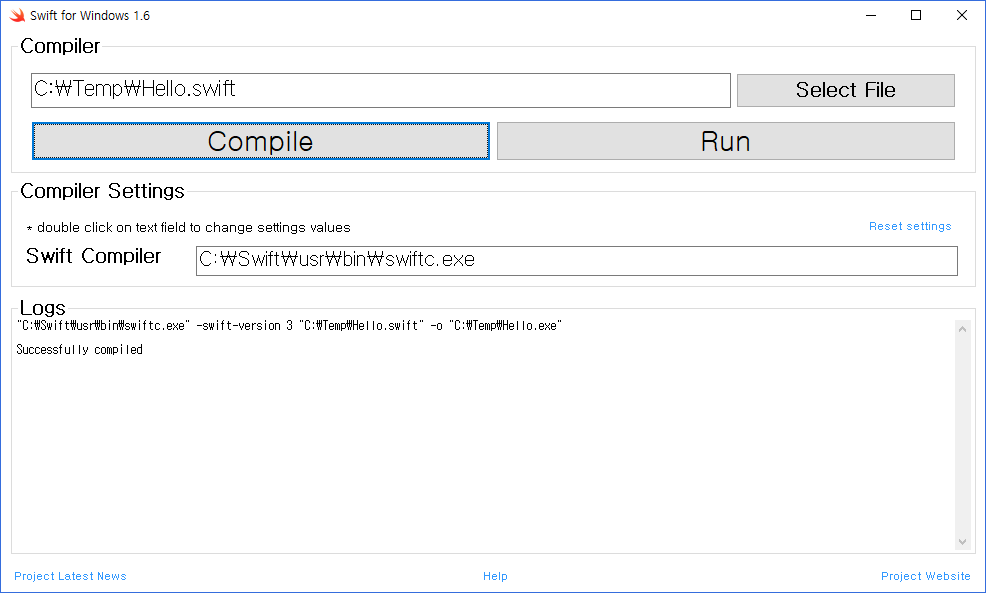 Swift for Windows 1.6
Compiler
C:₩Temp₩Hello.swift
Select File
Compile
Run
Compiler Settings
* double click on text field to change settings values
Reset settings
Swift Compiler
C:₩Swift₩usr₩bin₩swiftc.exe
Logs
"C:₩Swift₩usr₩bin₩swiftc.exe" -swift-version 3 "C:₩Temp₩Hello.swift" -o "C:₩Temp₩Hello.exe"
Successfully compiled
Project Latest News
Help
Project Website